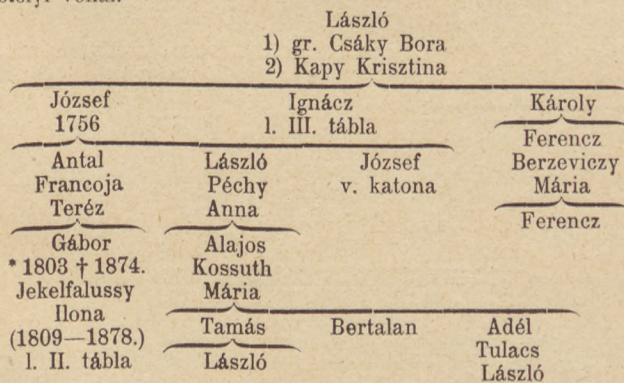 László
1) gr. Csáky Bora
2) Kapy Krisztina
József Ignácz Károly
1756 l. III. tábla
Ferencz
Antal László József Berzeviczy
Francoja Péchy v. katona Mária
Teréz Anna
Ferencz
Gábor Alajos
* 1803 † 1874. Kossuth
Jekelfalussy Mária
Ilona
(1809—1878.) Tamás Bertalan Adél
Tulacs
l. II. tábla László László